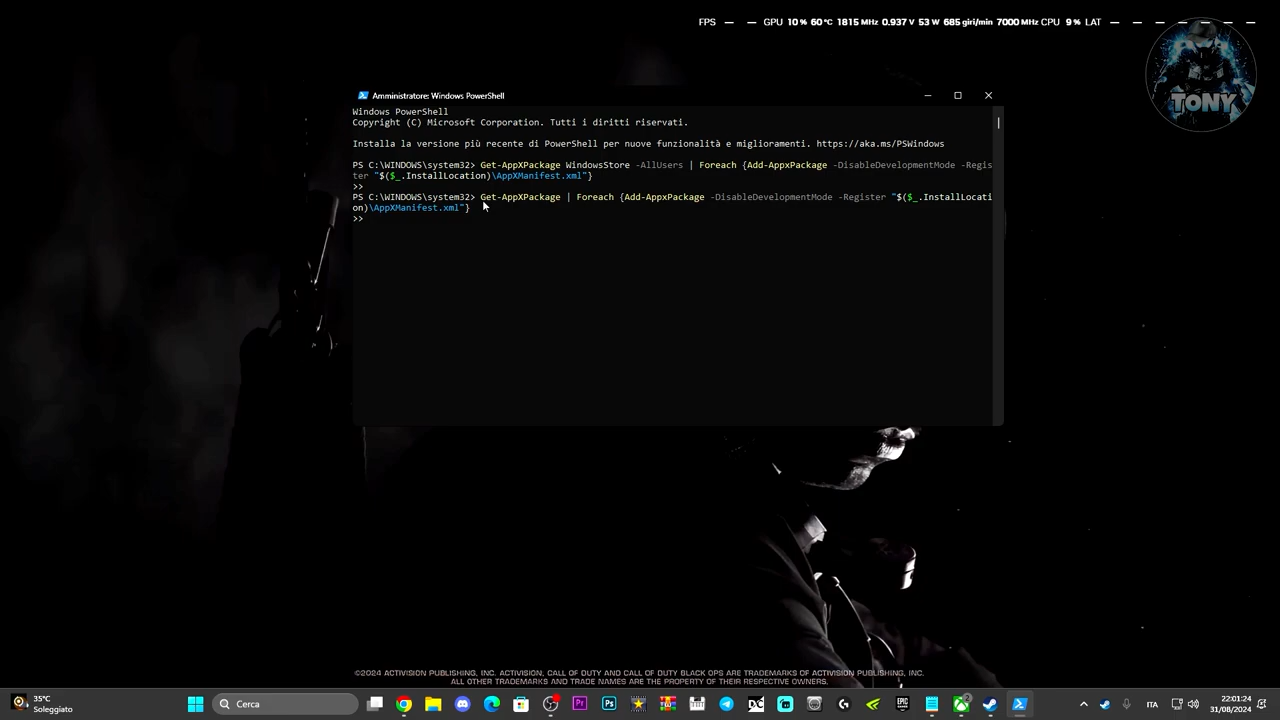 FPS — — GPU 10 % 60 °C 1815 MHz 0.937 V 53 W 685 giri/min 7000 MHz CPU 9 % LAT — — — — — — —
TONY
Amministratore: Windows PowerShell
Windows PowerShell
Copyright (C) Microsoft Corporation. Tutti i diritti riservati.
Installa la versione più recente di PowerShell per nuove funzionalità e miglioramenti. https://aka.ms/PSWindows
PS C:\WINDOWS\system32> Get-AppXPackage WindowsStore -AllUsers | Foreach {Add-AppxPackage -DisableDevelopmentMode -Regis
ter "$($_.InstallLocation)\AppXManifest.xml"}
>>
PS C:\WINDOWS\system32> Get-AppXPackage | Foreach {Add-AppxPackage -DisableDevelopmentMode -Register "$($_.InstallLocati
on)\AppXManifest.xml"}
>>
©2024 ACTIVISION PUBLISHING, INC. ACTIVISION, CALL OF DUTY AND CALL OF DUTY BLACK OPS ARE TRADEMARKS OF ACTIVISION PUBLISHING, INC.
ALL OTHER TRADEMARKS AND TRADE NAMES ARE THE PROPERTY OF THEIR RESPECTIVE OWNERS.
35°C
Soleggiato
Cerca
ITA
22:01:24
31/08/2024